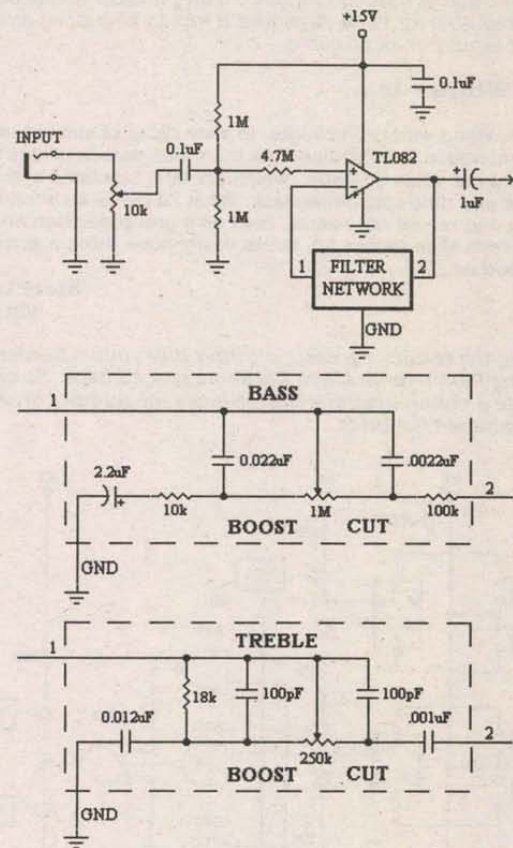 +15V
0.1uF
1M
INPUT
0.1uF
4.7M
TL082
10k
1M
1uF
1 FILTER 2
NETWORK
GND
BASS
1
0.022uF .0022uF
2.2uF
10k 1M 100k 2
BOOST CUT
GND
TREBLE
1
18k 100pF 100pF
0.012uF .001uF
250k 2
BOOST CUT
GND